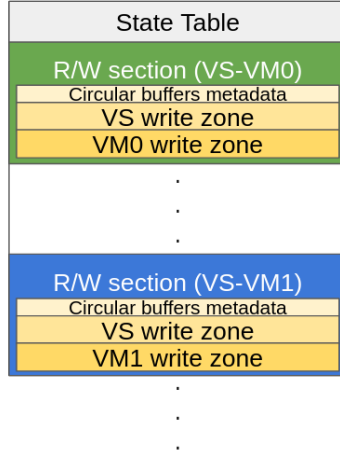 State Table
R/W section (VS-VM0)
Circular buffers metadata
VS write zone
VM0 write zone
.
.
.
R/W section (VS-VM1)
Circular buffers metadata
VS write zone
VM1 write zone
.
.
.